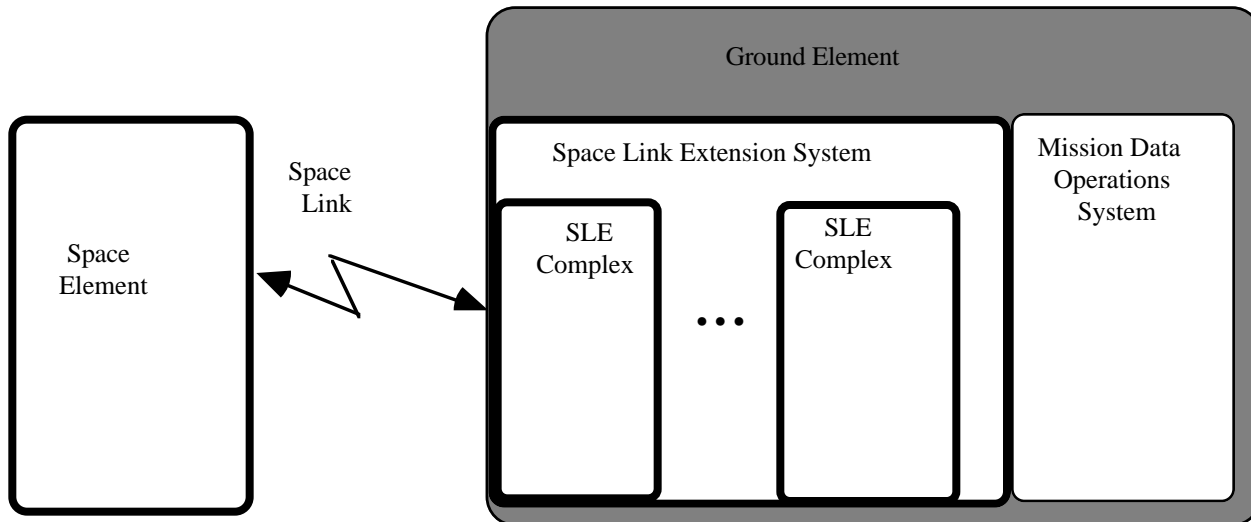 Ground Element
Space Link Extension System
Mission Data
Operations
System
Space
Link
SLE
Complex
SLE
Complex
Space
Element
...